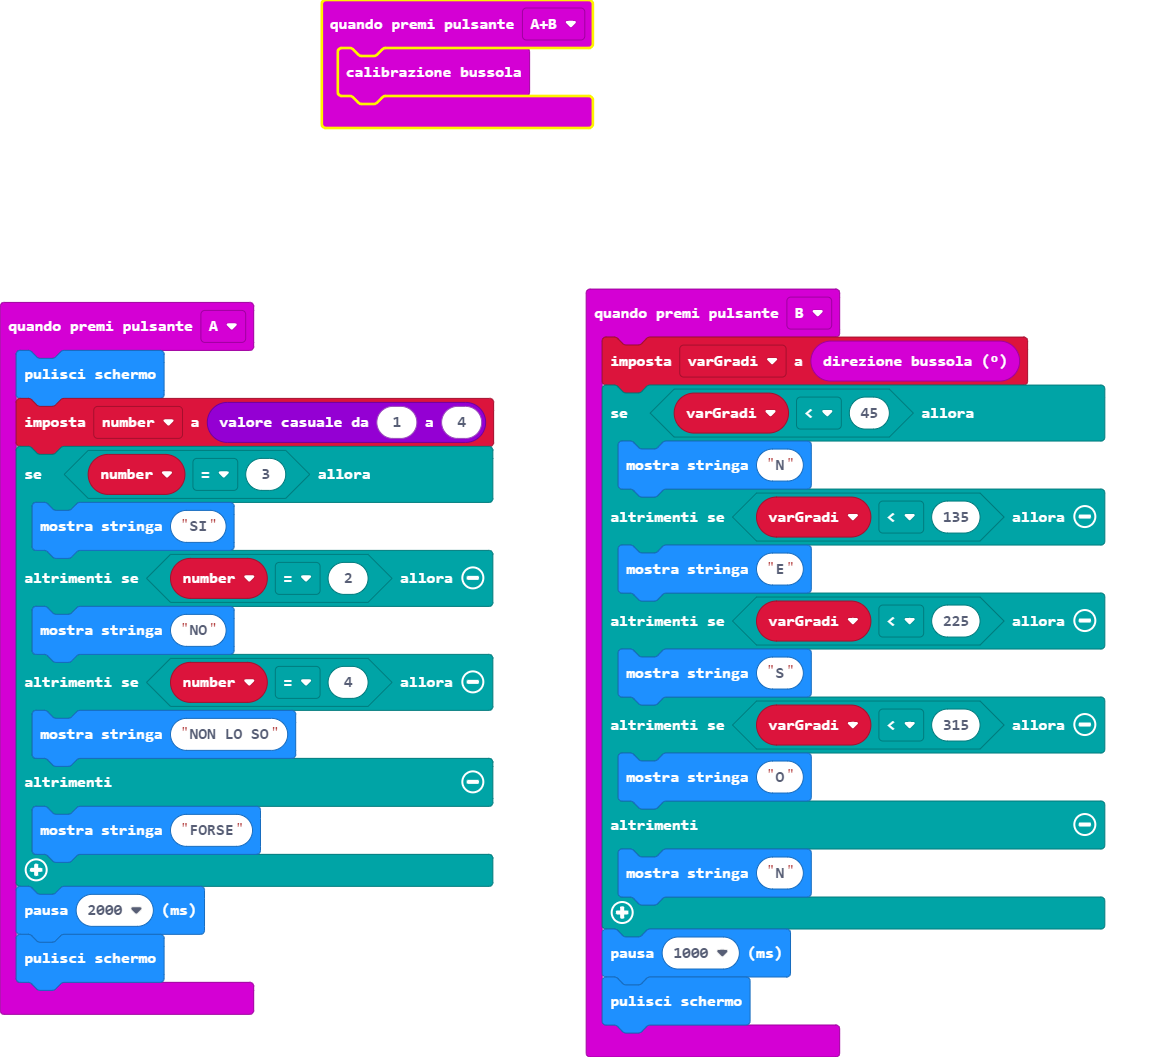 quando premi pulsante A+B
calibrazione bussola
quando premi pulsante A
pulisci schermo
imposta number a valore casuale da 1 a 4
se number = 3 allora
mostra stringa "SI"
altrimenti se number = 2 allora
mostra stringa "NO"
altrimenti se number = 4 allora
mostra stringa "NON LO SO"
altrimenti
mostra stringa "FORSE"
pausa 2000 (ms)
pulisci schermo
quando premi pulsante B
imposta varGradi a direzione bussola (º)
se varGradi < 45 allora
mostra stringa "N"
altrimenti se varGradi < 135 allora
mostra stringa "E"
altrimenti se varGradi < 225 allora
mostra stringa "S"
altrimenti se varGradi < 315 allora
mostra stringa "O"
altrimenti
mostra stringa "N"
pausa 1000 (ms)
pulisci schermo